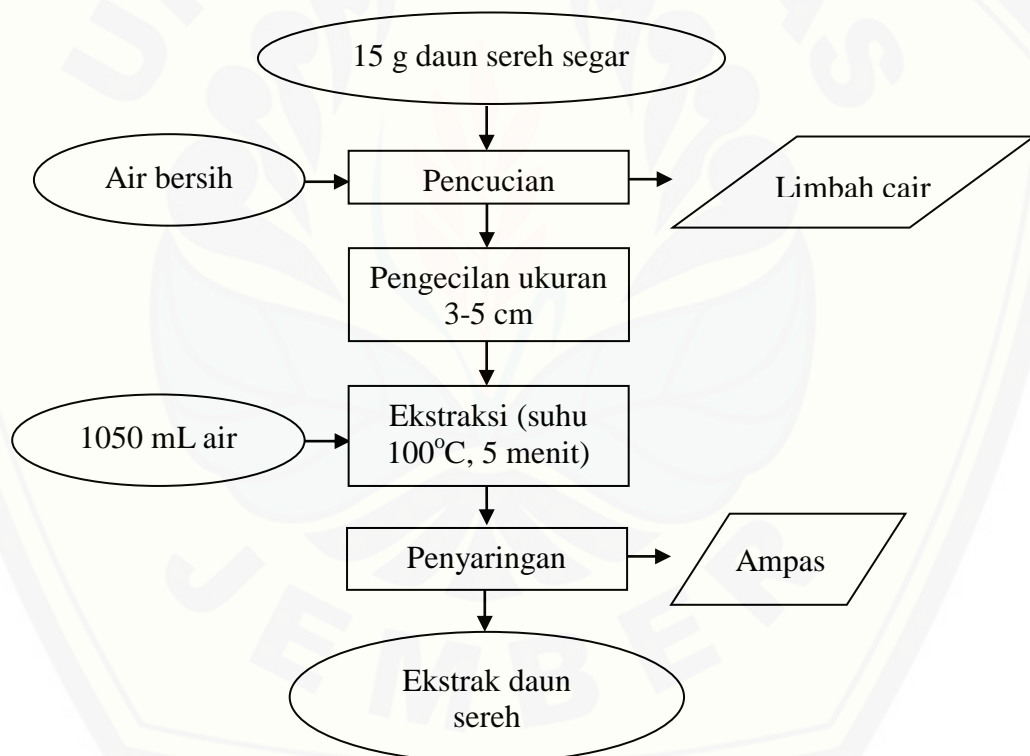 15 g daun sereh segar
Air bersih
Pencucian
Limbah cair
Pengecilan ukuran
3-5 cm
1050 mL air
Ekstraksi (suhu
100°C, 5 menit)
Penyaringan
Ampas
Ekstrak daun
sereh
JEMBER